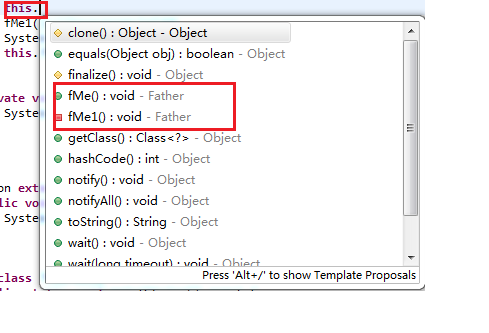 this.
fMe1(
Syste
this.
vate vo
Syste
on exte
lic vo
Syste
class
clone() : Object - Object
equals(Object obj) : boolean - Object
finalize() : void - Object
fMe() : void - Father
fMe1() : void - Father
getClass() : Class<?> - Object
hashCode() : int - Object
notify() : void - Object
notifyAll() : void - Object
toString() : String - Object
wait() : void - Object
wait(long timeout) : void - Object
Press 'Alt+/' to show Template Proposals